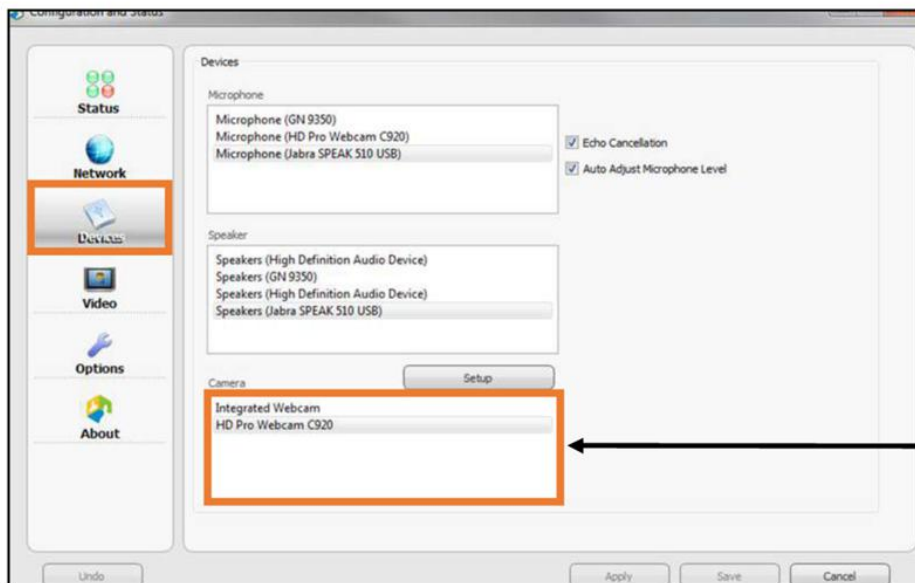 Configuration and Status
Status
Network
Devices
Video
Options
About
Devices
Microphone
Microphone (GN 9350)
Microphone (HD Pro Webcam C920)
Microphone (Jabra SPEAK 510 USB)
Echo Cancellation
Auto Adjust Microphone Level
Speaker
Speakers (High Definition Audio Device)
Speakers (GN 9350)
Speakers (High Definition Audio Device)
Speakers (Jabra SPEAK 510 USB)
Setup
Camera
Integrated Webcam
HD Pro Webcam C920
Undo
Apply
Save
Cancel